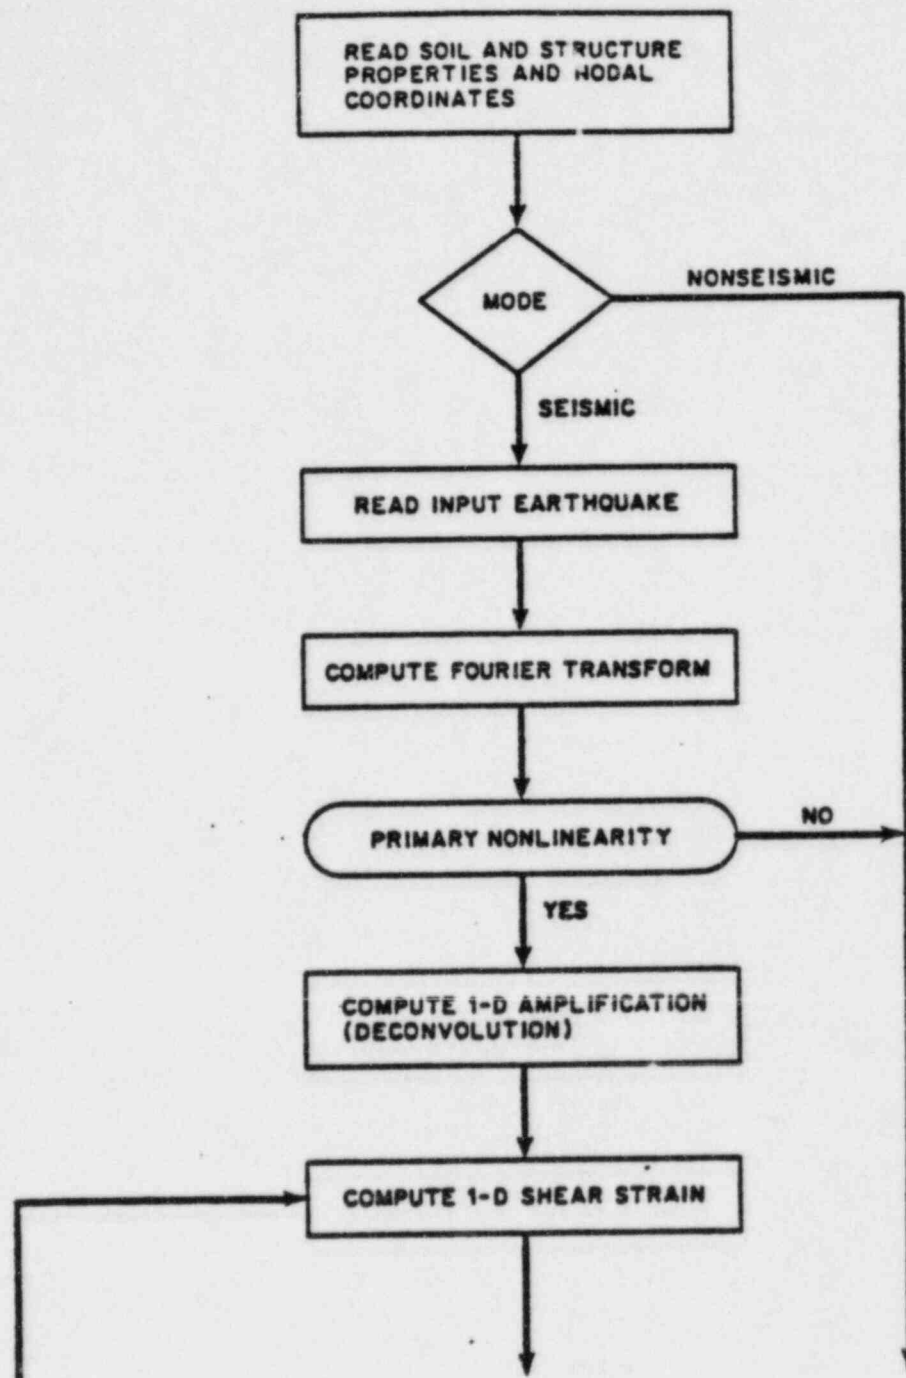 READ SOIL AND STRUCTURE
PROPERTIES AND NODAL
COORDINATES
MODE
NONSEISMIC
SEISMIC
READ INPUT EARTHQUAKE
COMPUTE FOURIER TRANSFORM
PRIMARY NONLINEARITY
NO
YES
COMPUTE 1-D AMPLIFICATION
(DECONVOLUTION)
COMPUTE 1-D SHEAR STRAIN